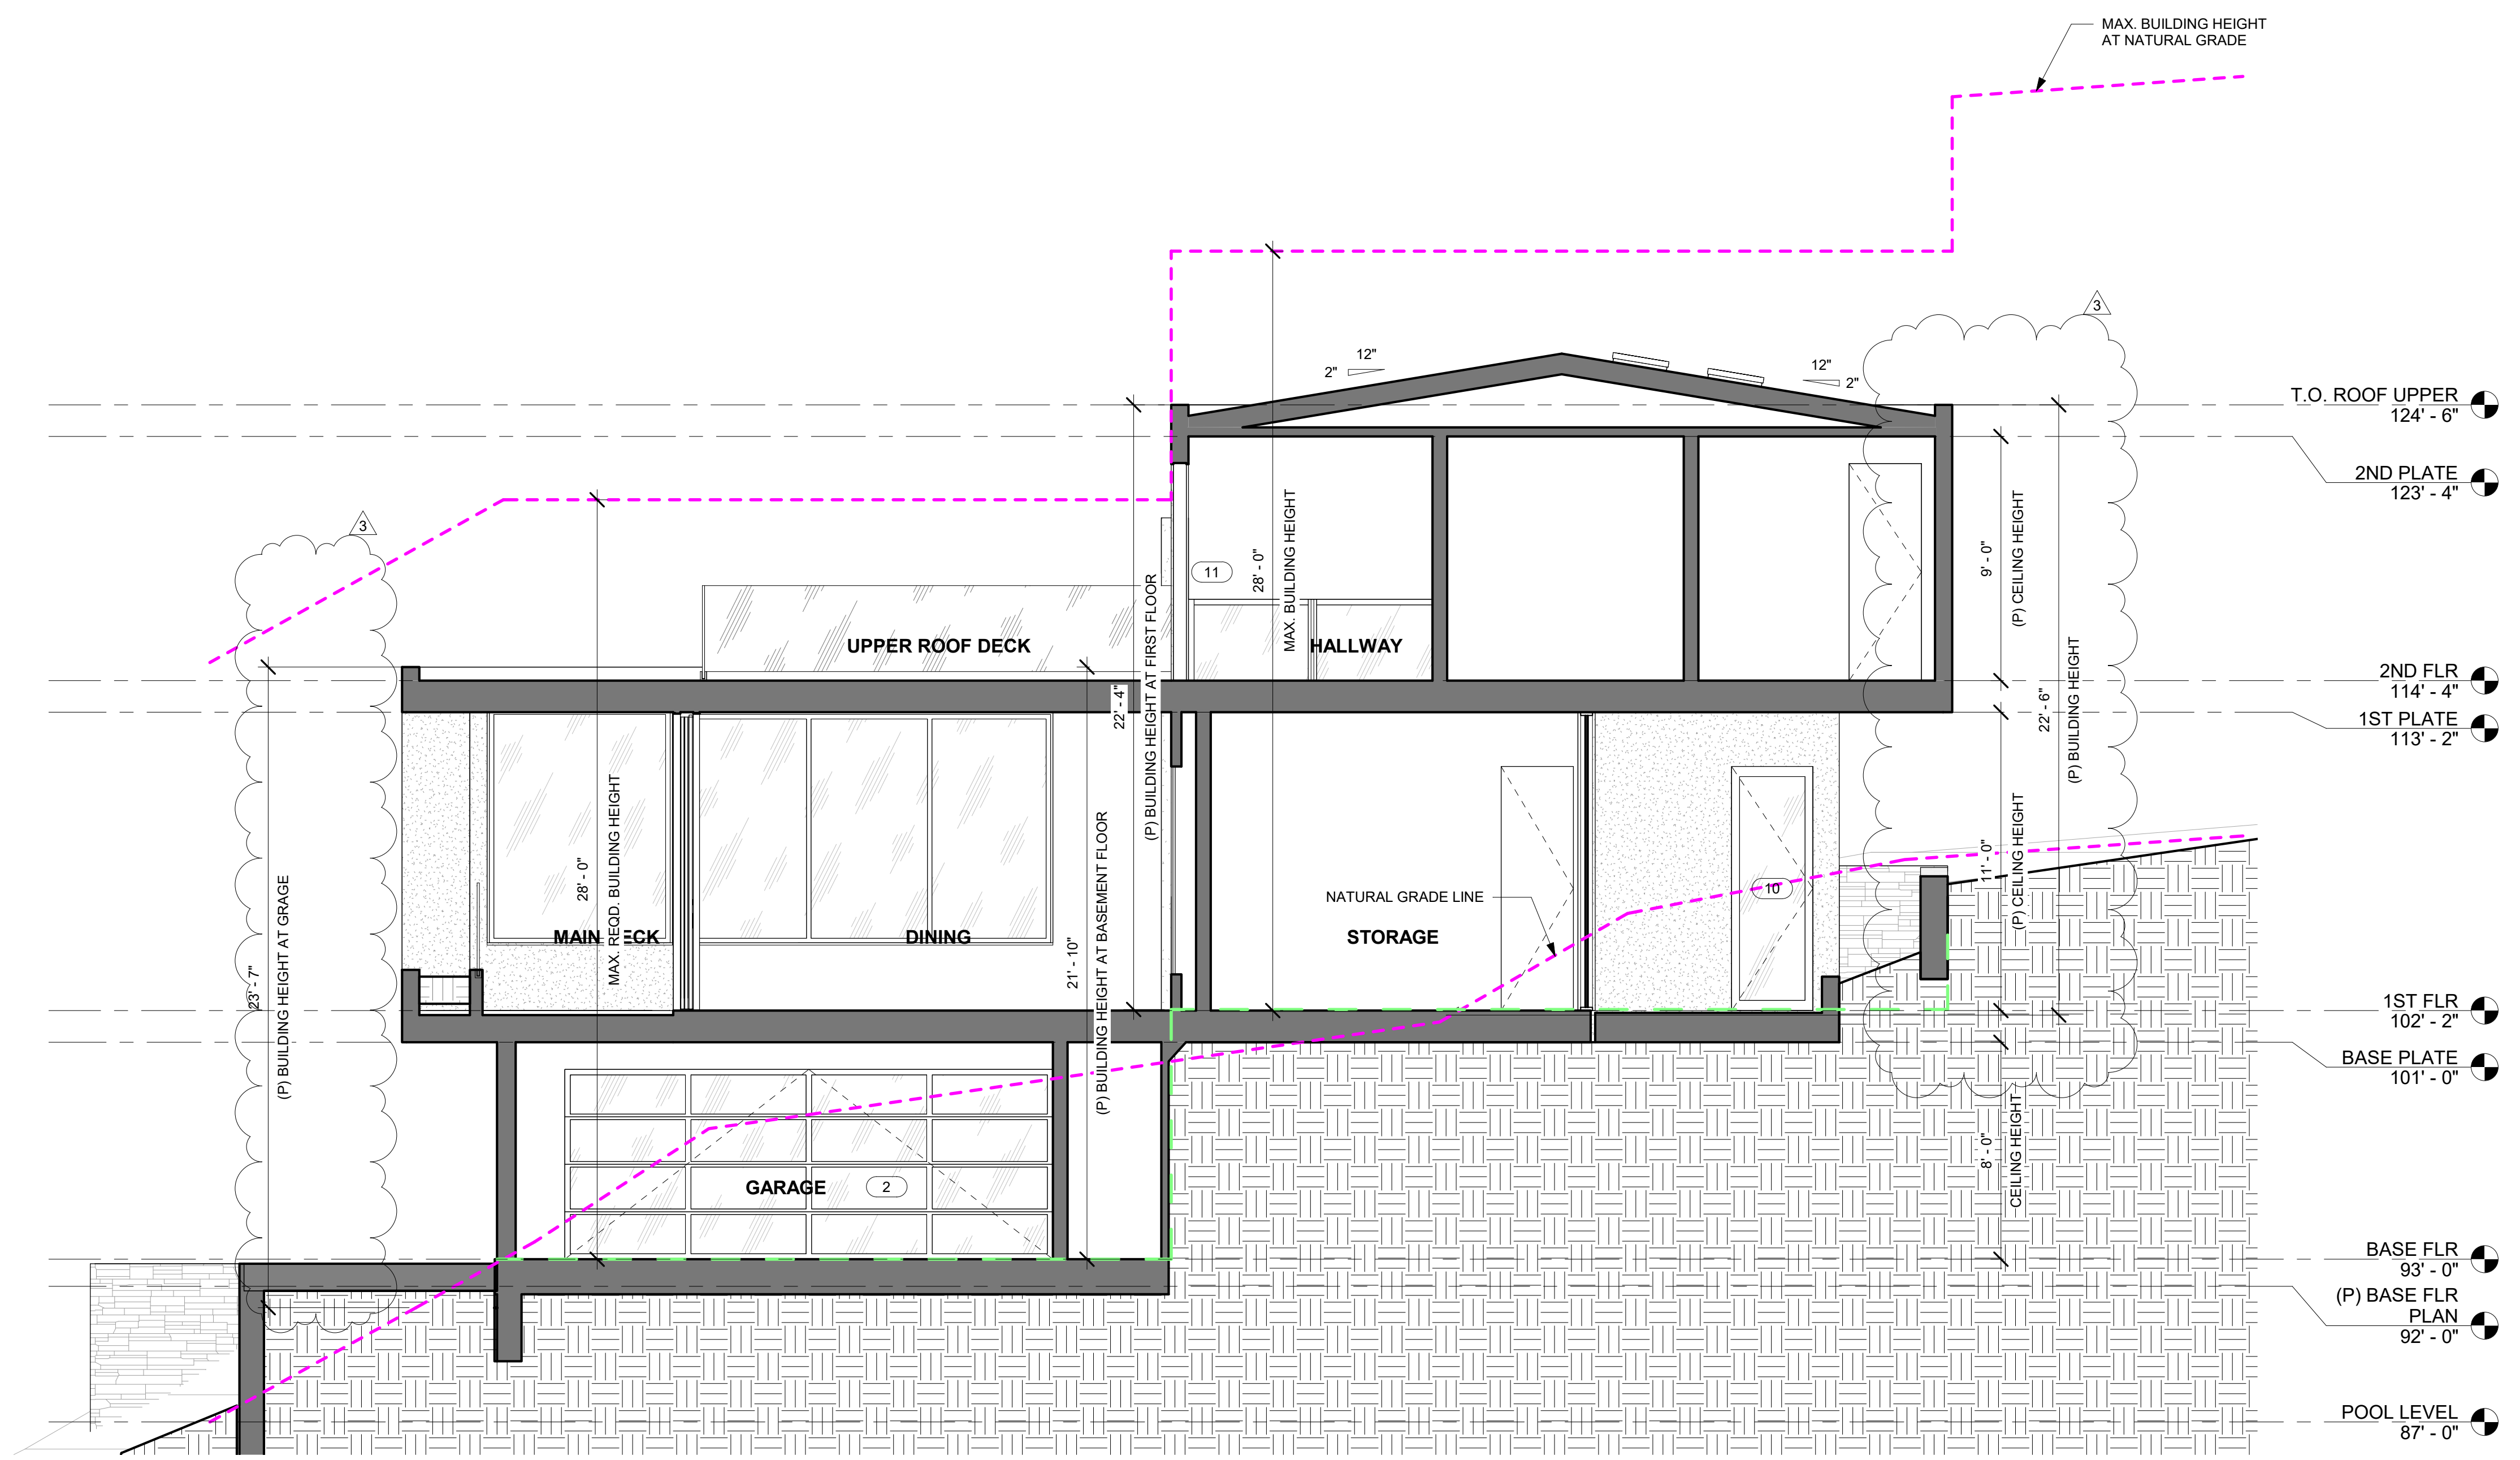 MAX. BUILDING HEIGHT
AT NATURAL GRADE
3
12"
2"
12"
2"
T.O. ROOF UPPER
124' - 6"
2ND PLATE
123' - 4"
3
11
28' - 0"
MAX. BUILDING HEIGHT
9' - 0"
(P) CEILING HEIGHT
UPPER ROOF DECK
HALLWAY
22' - 4"
(P) BUILDING HEIGHT AT FIRST FLOOR
22' - 6"
(P) BUILDING HEIGHT
2ND FLR
114' - 4"
1ST PLATE
113' - 2"
28' - 0"
MAX. REQD. BUILDING HEIGHT
11' - 0"
(P) CEILING HEIGHT
NATURAL GRADE LINE
10
MAIN ECK
DINING
STORAGE
23' - 7"
(P) BUILDING HEIGHT AT GRAGE
21' - 10"
(P) BUILDING HEIGHT AT BASEMENT FLOOR
1ST FLR
102' - 2"
BASE PLATE
101' - 0"
8' - 0"
CEILING HEIGHT
GARAGE
2
BASE FLR
93' - 0"
(P) BASE FLR
PLAN
92' - 0"
POOL LEVEL
87' - 0"